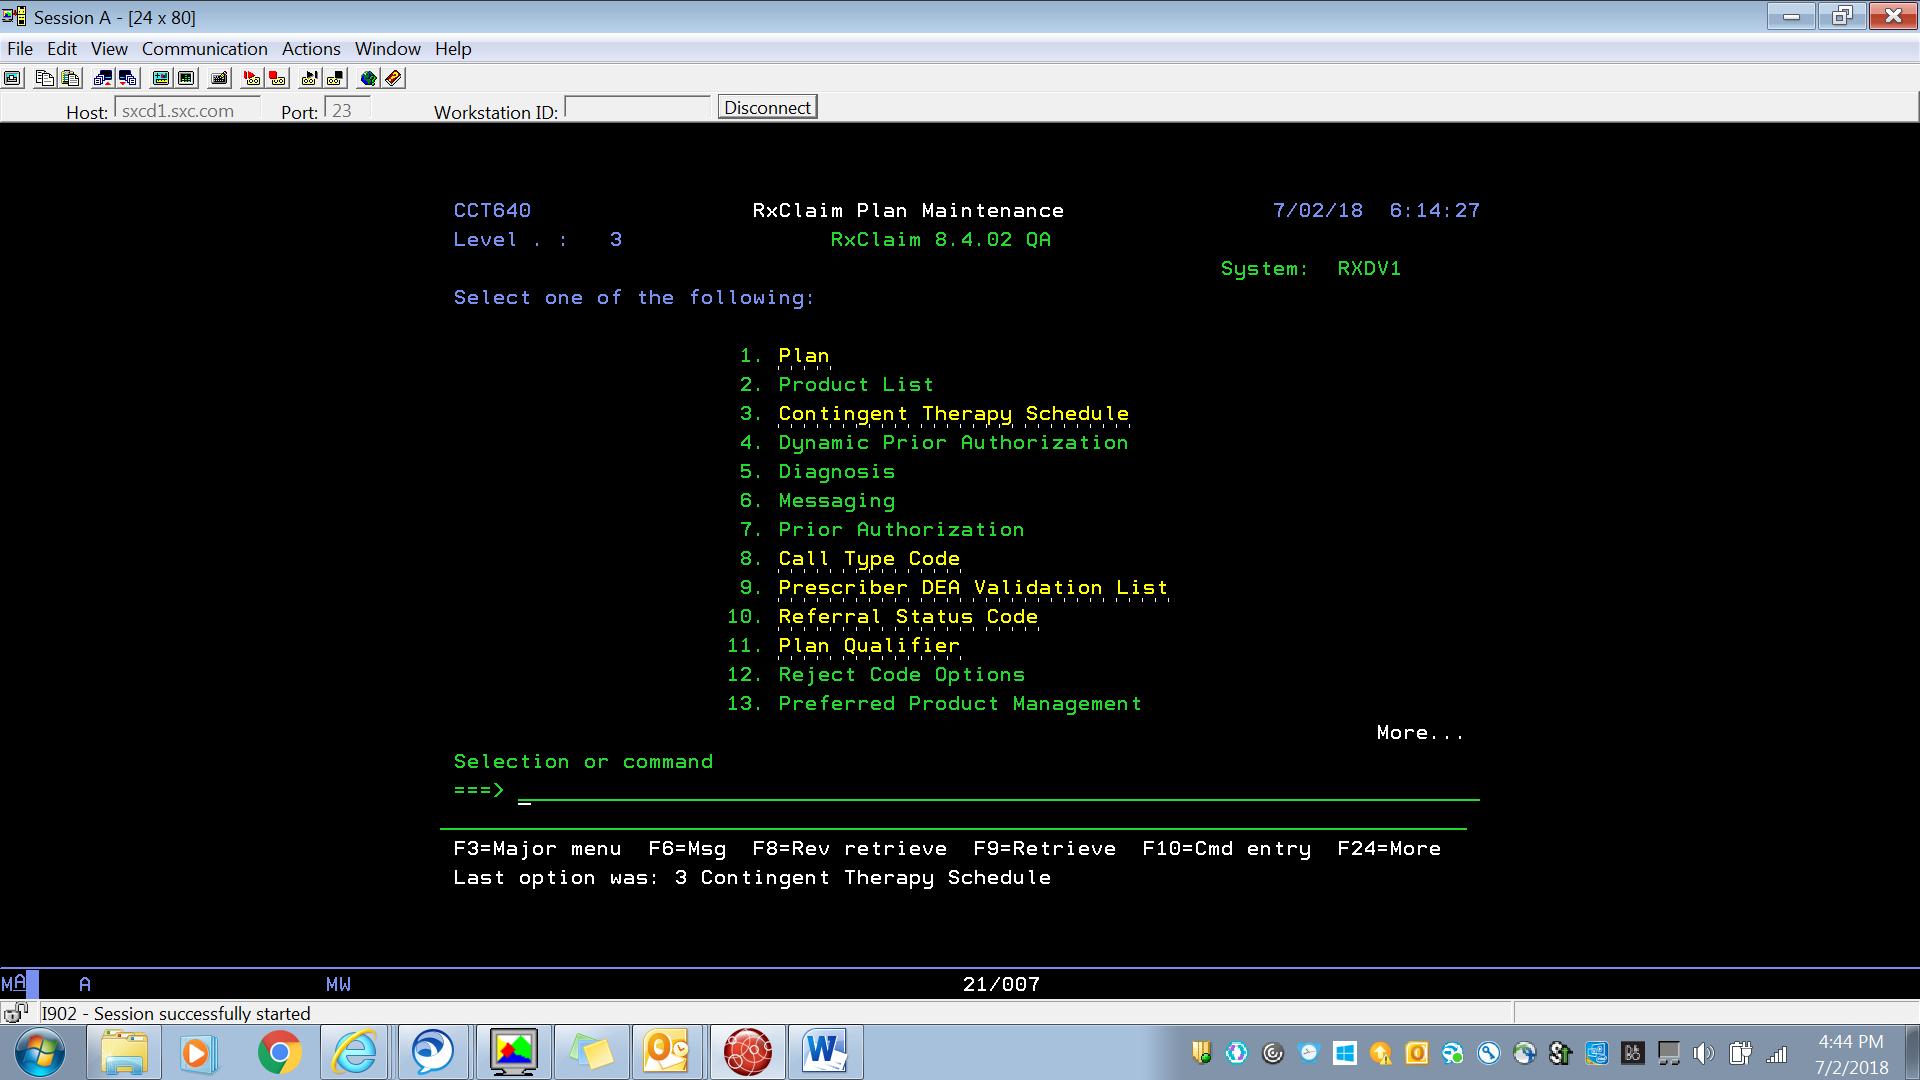 Session A - [24 x 80]
File Edit View Communication Actions Window Help
Host: sxcd1.sxc.com Port: 23 Workstation ID: Disconnect
CCT640 RxClaim Plan Maintenance 7/02/18 6:14:27
Level . : 3 RxClaim 8.4.02 QA
System: RXDV1
Select one of the following:
1. Plan
2. Product List
3. Contingent Therapy Schedule
4. Dynamic Prior Authorization
5. Diagnosis
6. Messaging
7. Prior Authorization
8. Call Type Code
9. Prescriber DEA Validation List
10. Referral Status Code
11. Plan Qualifier
12. Reject Code Options
13. Preferred Product Management
More...
Selection or command
===> _
F3=Major menu F6=Msg F8=Rev retrieve F9=Retrieve F10=Cmd entry F24=More
Last option was: 3 Contingent Therapy Schedule
MA A MW 21/007
I902 - Session successfully started
4:44 PM
7/2/2018